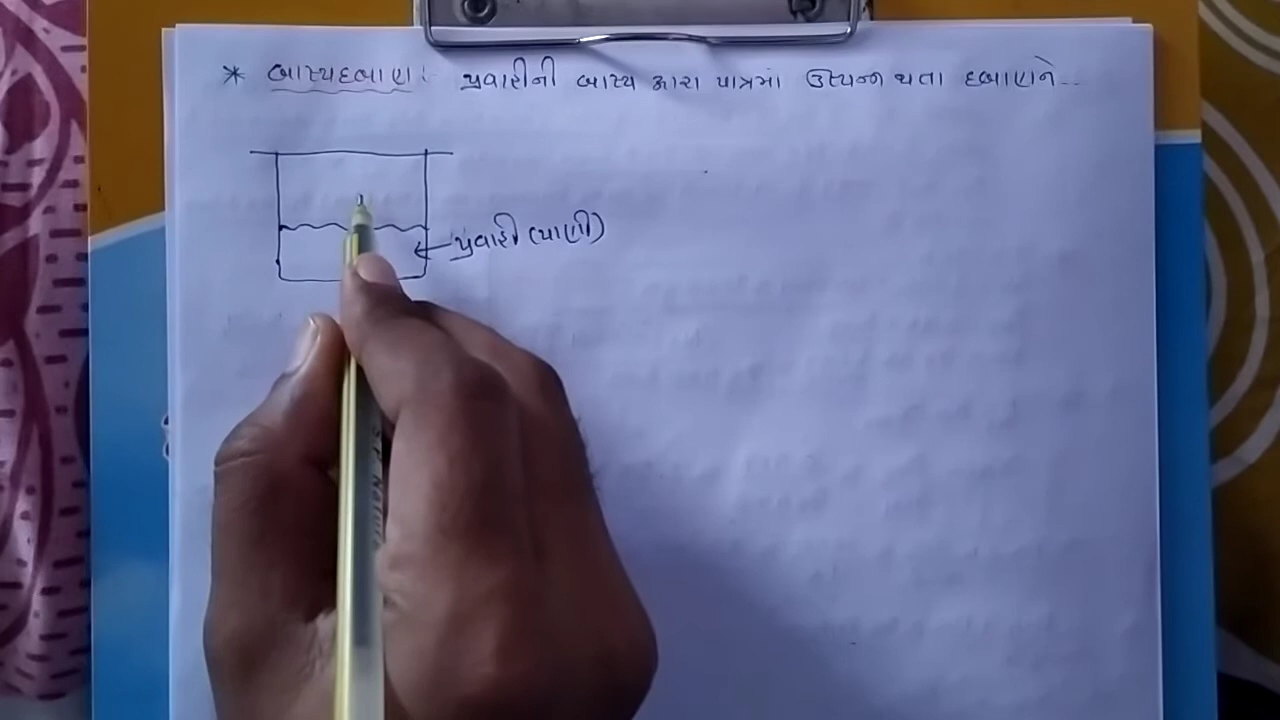 * બાષ્પદબાણ :- પ્રવાહીની બાષ્પ દ્વારા પાત્રમાં ઉત્પન્ન થતા દબાણને--
પ્રવાહી (પાણી)